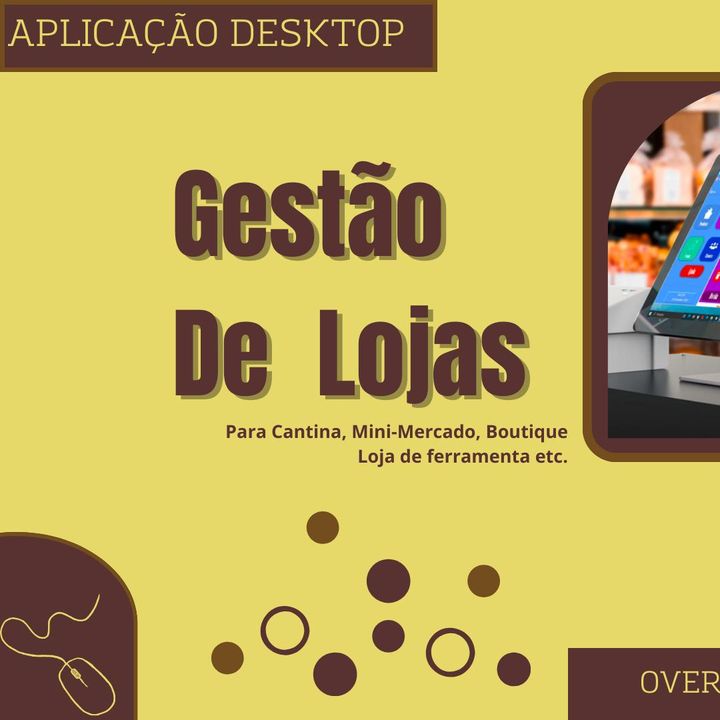 APLICAÇÃO DESKTOP
Gestão
De Lojas
Para Cantina, Mini-Mercado, Boutique
Loja de ferramenta etc.
OVER